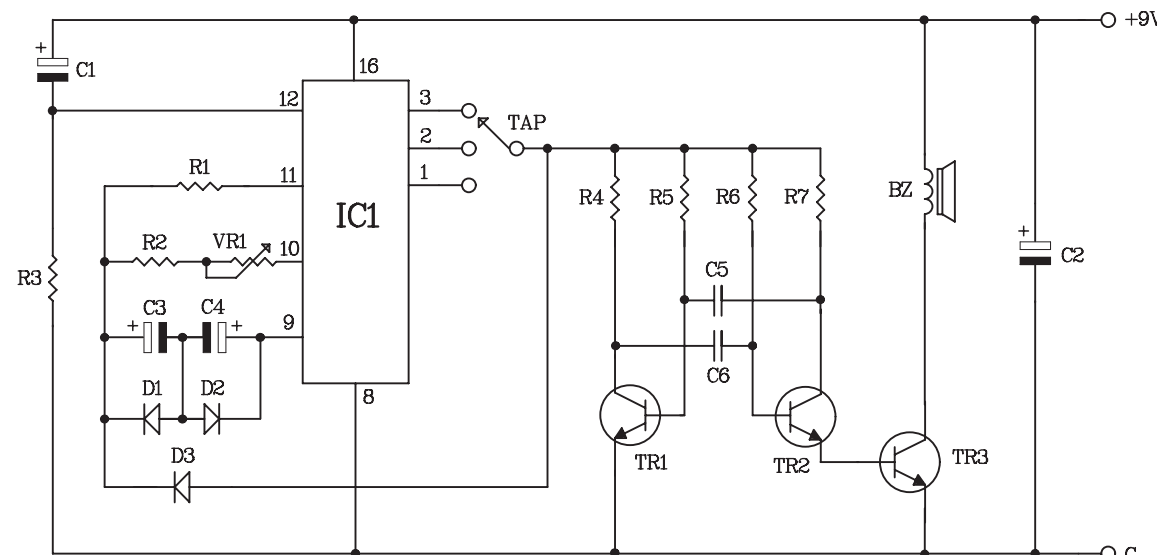 +9V
C1
16
12
3
TAP
2
R1
11
1
IC1
BZ
R4
R5
R6
R7
R2
VR1
10
C2
R3
C5
C3
C4
9
+
+
+
+
C6
D1
D2
8
D3
TR1
TR2
TR3